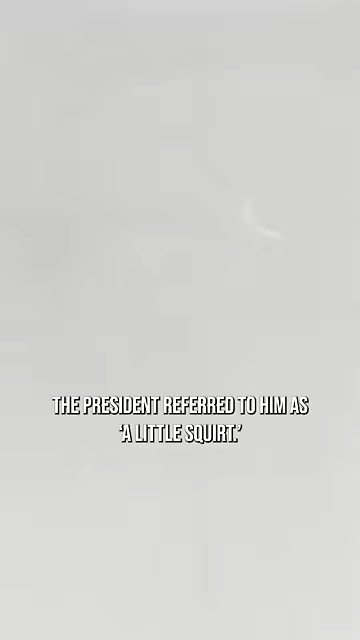 THE PRESIDENT REFERRED TO HIM AS
'A LITTLE SQUIRT.'